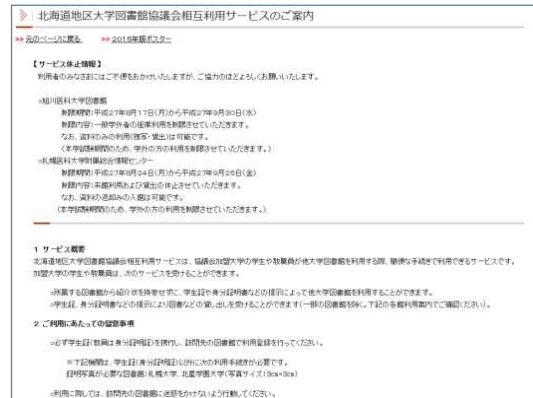 北海道地区大学図書館協議会相互利用サービスのご案内
>> 元のページに戻る >> 2015年版ポスター
【サービス休止情報】
利用者のみなさまにはご不便をおかけいたしますが、ご協力のほどよろしくお願いいたします。
○旭川医科大学図書館
制限期間:平成27年8月17日(月)から平成27年9月30日(水)
制限内容:一般学外者の座席利用を制限させていただきます。
なお、資料のみの利用(複写・貸出)は可能です。
(本学試験期間のため、学外の方の利用を制限させていただきます。)
○札幌医科大学附属総合情報センター
制限期間:平成27年8月24日(月)から平成27年9月25日(金)
制限内容:来館利用および貸出の休止させていただきます。
なお、資料の返却のみの入館は可能です。
(本学試験期間のため、学外の方の利用を制限させていただきます。)
1 サービス概要
北海道地区大学図書館協議会相互利用サービスは、協議会加盟大学の学生や教職員が他大学図書館を利用する際、簡便な手続きで利用できるサービスです。
加盟大学の学生や教職員は、次のサービスを受けることができます。
○所属する図書館から紹介状を持参せずに、学生証や身分証明書などの提示によって他大学図書館を利用することができます。
○学生証、身分証明書などの提示により図書などの貸し出しを受けることができます(一部の図書館を除く。下記の各館利用案内でご確認ください)。
2 ご利用にあたっての留意事項
○必ず学生証(教員は身分証明証)を携行し、訪問先の図書館で利用登録を行ってください。
※下記機関は、学生証(身分証明証)以外に次の利用手続きが必要です。
証明写真が必要な図書館:札幌大学、北星学園大学(写真サイズ:3cm×3cm)
○利用に際しては、訪問先の図書館に迷惑をかけないよう行動してください。